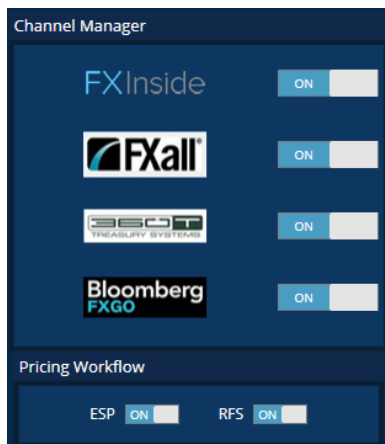 Channel Manager
FXInside ON
FXall ON
360T
TREASURY SYSTEMS ON
Bloomberg
FXGO ON
Pricing Workflow
ESP ON RFS ON